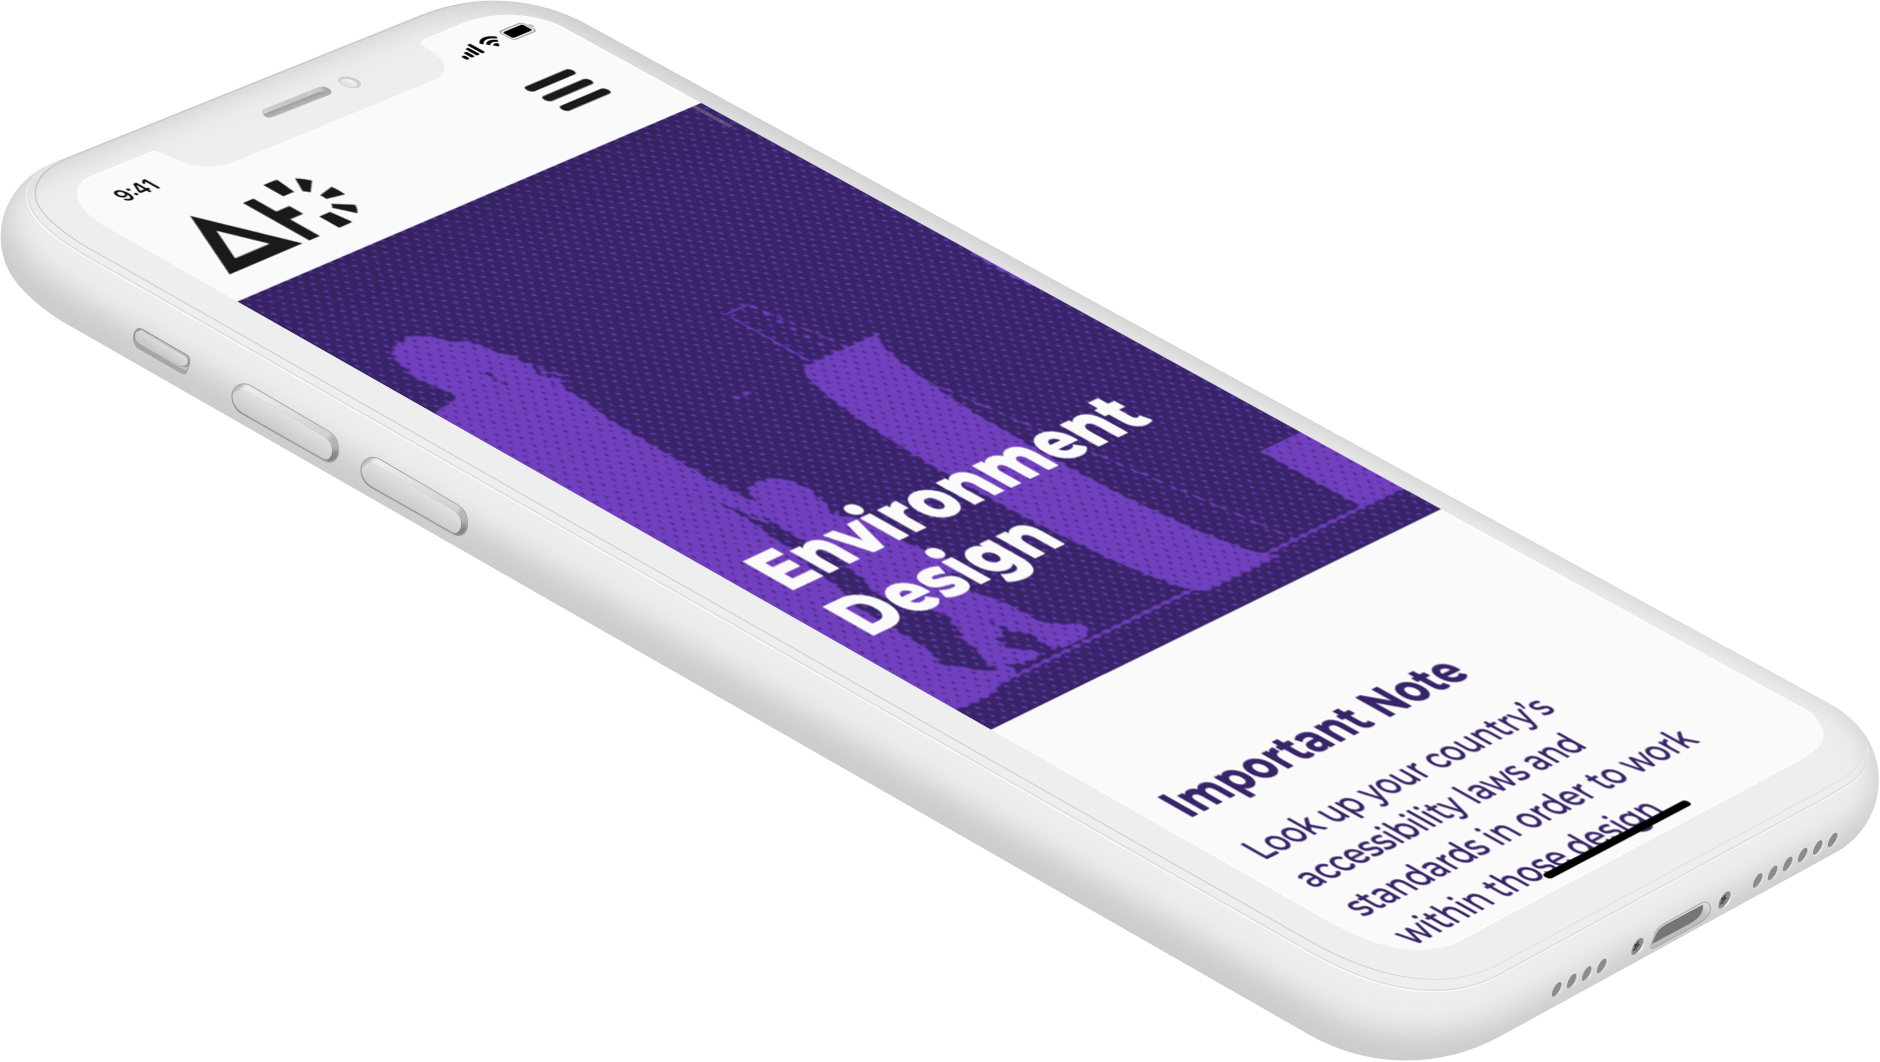 9:41
Environment
Design
Important Note
Look up your country's
accessibility laws and
standards in order to work
within those design